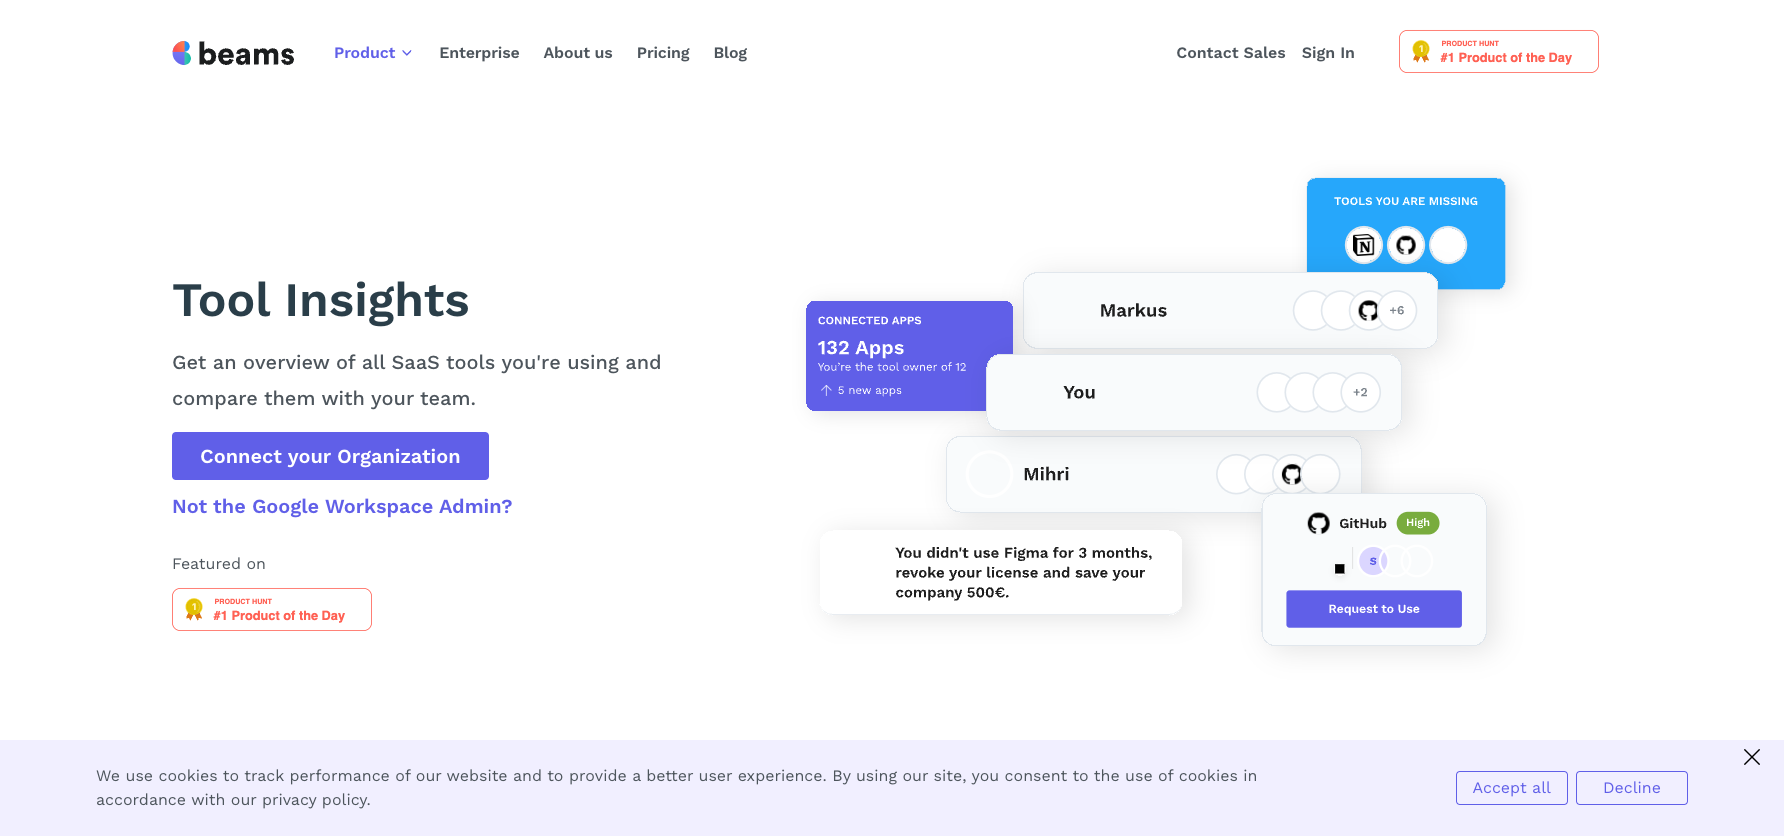 beams
Product
Enterprise
About us
Pricing
Blog
Contact Sales
Sign In
PRODUCT HUNT
#1 Product of the Day
1
Tool Insights
Get an overview of all SaaS tools you're using and
compare them with your team.
Connect your Organization
Not the Google Workspace Admin?
Featured on
PRODUCT HUNT
#1 Product of the Day
1
TOOLS YOU ARE MISSING
N
CONNECTED APPS
132 Apps
You're the tool owner of 12
5 new apps
Markus
+6
You
+2
Mihri
You didn't use Figma for 3 months,
revoke your license and save your
company 500€.
GitHub
High
S
Request to Use
We use cookies to track performance of our website and to provide a better user experience. By using our site, you consent to the use of cookies in
accordance with our privacy policy.
Accept all
Decline